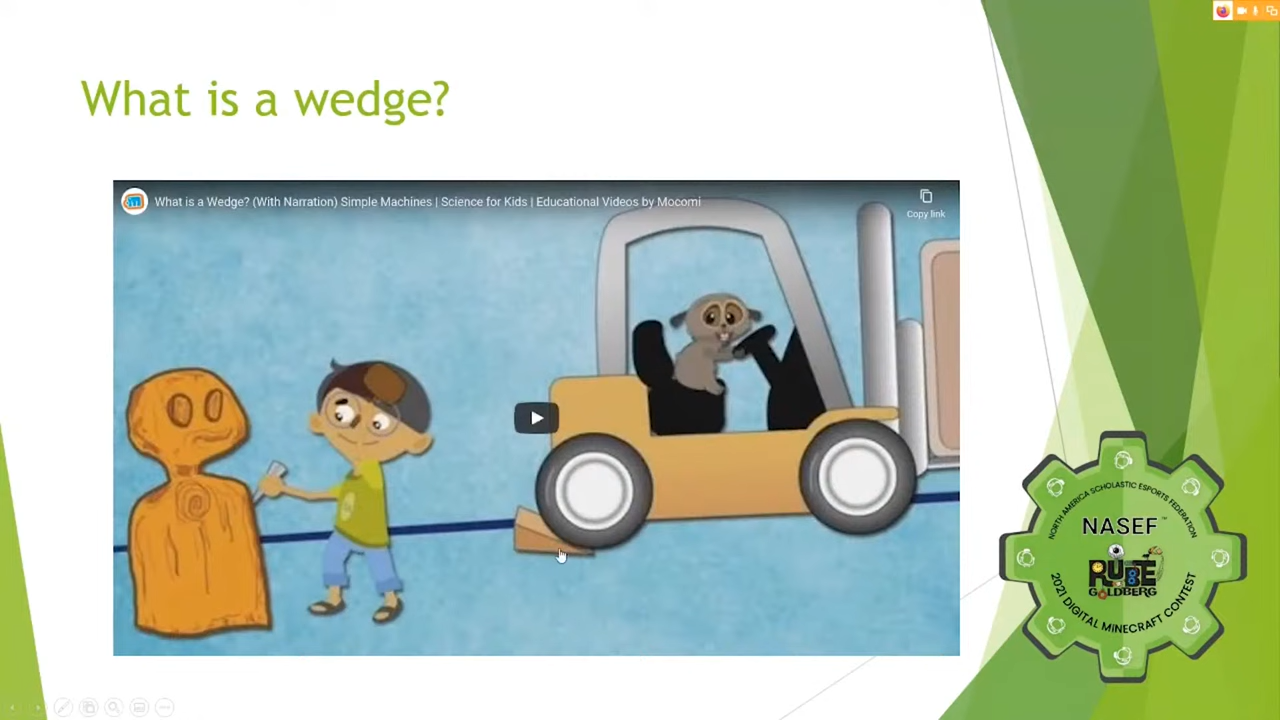 What is a wedge?
What is a Wedge? (With Narration) Simple Machines | Science for Kids | Educational Videos by Mocomi
Copy link
NORTH AMERICA SCHOLASTIC ESPORTS FEDERATION
NASEF™
RUBE
GOLDBERG
2021 DIGITAL MINECRAFT CONTEST